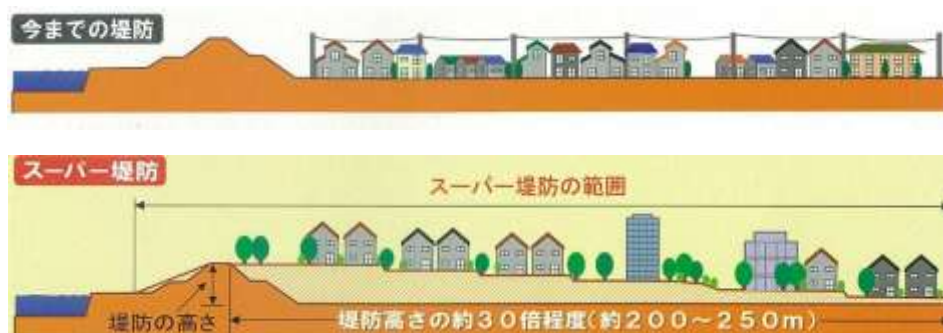 今までの堤防
スーパー堤防
スーパー堤防の範囲
堤防の高さ
堤防高さの約30倍程度(約200~250m)